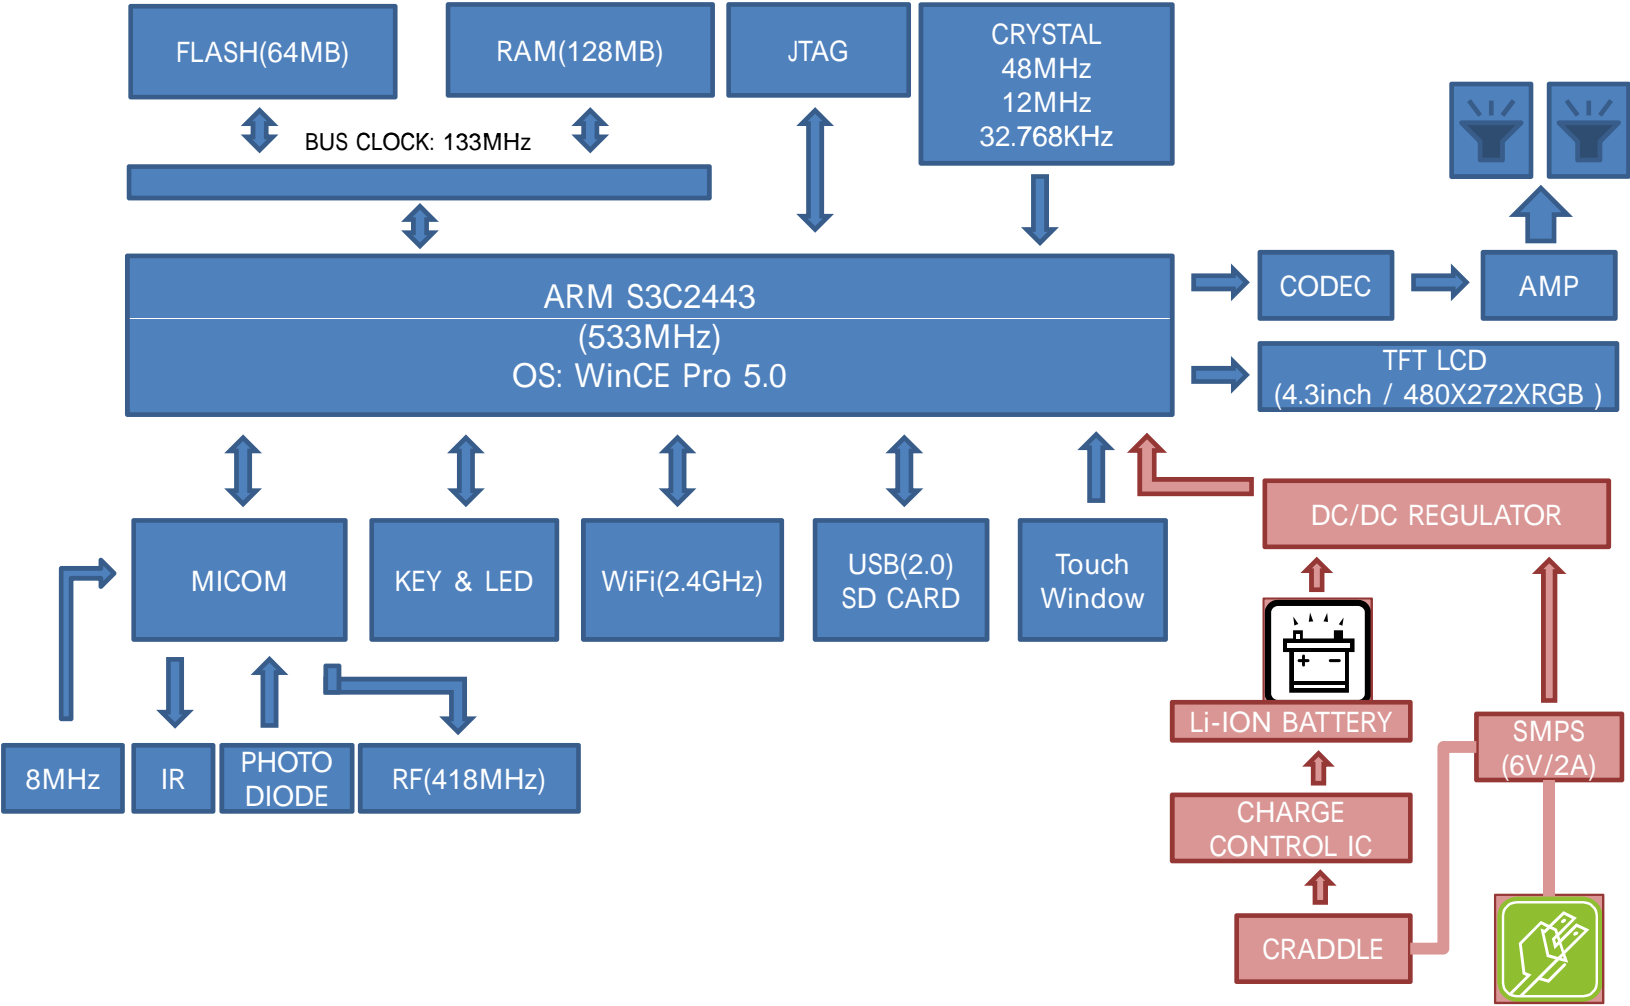 FLASH(64MB)
RAM(128MB)
JTAG
CRYSTAL
48MHz
12MHz
32.768KHz
BUS CLOCK: 133MHz
ARM S3C2443
(533MHz)
OS: WinCE Pro 5.0
CODEC
AMP
TFT LCD
(4.3inch / 480X272XRGB )
DC/DC REGULATOR
MICOM
KEY & LED
WiFi(2.4GHz)
USB(2.0)
SD CARD
Touch
Window
+ -
Li-ION BATTERY
SMPS
(6V/2A)
8MHz
IR
PHOTO
DIODE
RF(418MHz)
CHARGE
CONTROL IC
CRADDLE